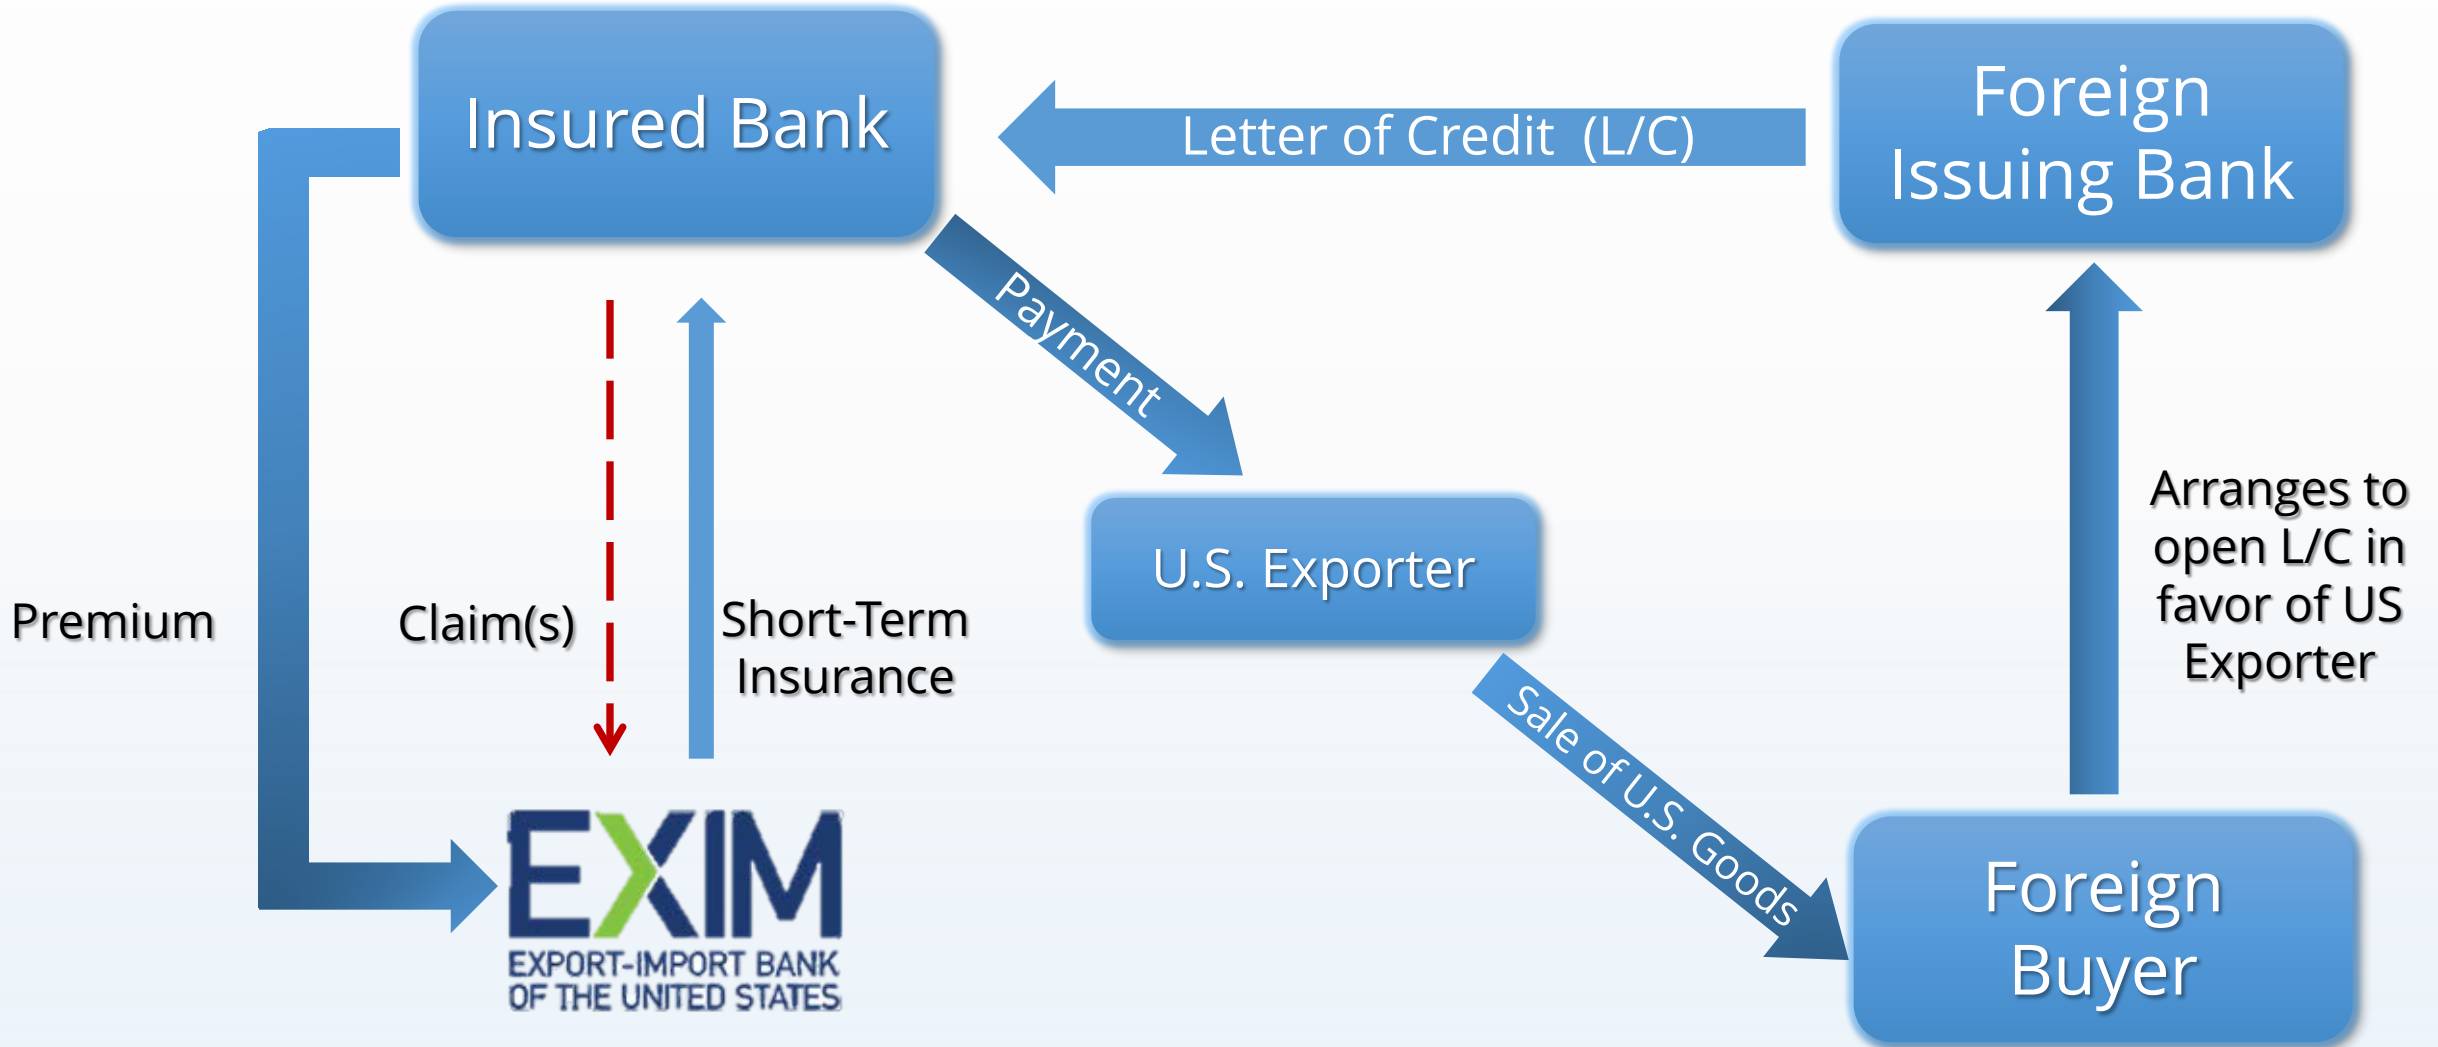 Insured Bank
Letter of Credit  (L/C)
Foreign
Issuing Bank
Payment
Arranges to
open L/C in
favor of US
Exporter
U.S. Exporter
Premium
Claim(s)
Short-Term
Insurance
Sale of U.S. Goods
EXIM
EXPORT-IMPORT BANK
OF THE UNITED STATES
Foreign
Buyer